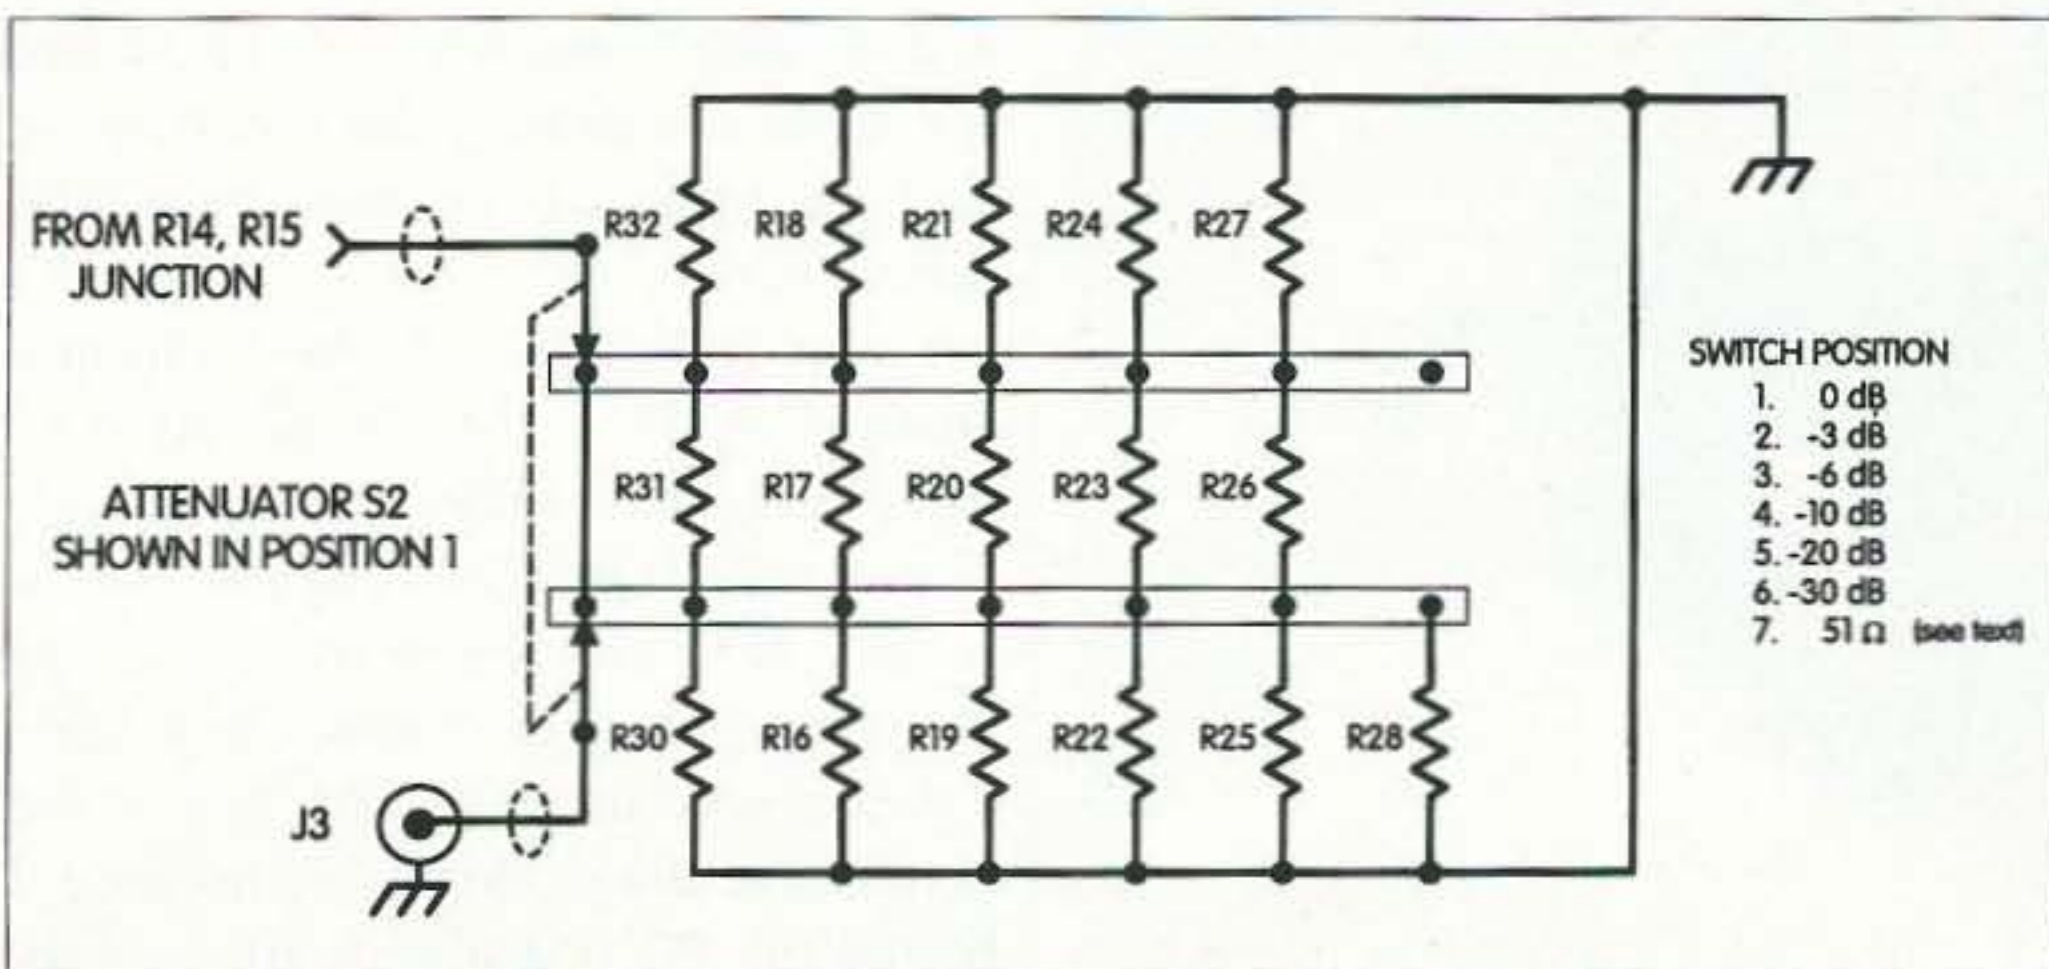 FROM R14, R15
JUNCTION
R32
R18
R21
R24
R27
ATTENUATOR S2
SHOWN IN POSITION 1
R31
R17
R20
R23
R26
J3
R30
R16
R19
R22
R25
R28
SWITCH POSITION
1. 0 dB
2. -3 dB
3. -6 dB
4. -10 dB
5. -20 dB
6. -30 dB
7. 51 Ω (see text)